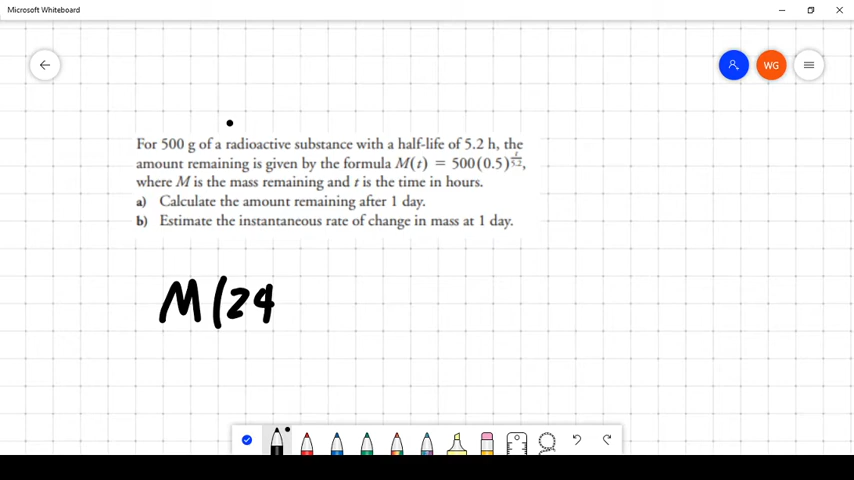 Microsoft Whiteboard
WG
For 500 g of a radioactive substance with a half-life of 5.2 h, the
amount remaining is given by the formula M(t) = 500(0.5)^(t/5.2),
where M is the mass remaining and t is the time in hours.
a) Calculate the amount remaining after 1 day.
b) Estimate the instantaneous rate of change in mass at 1 day.
M(24